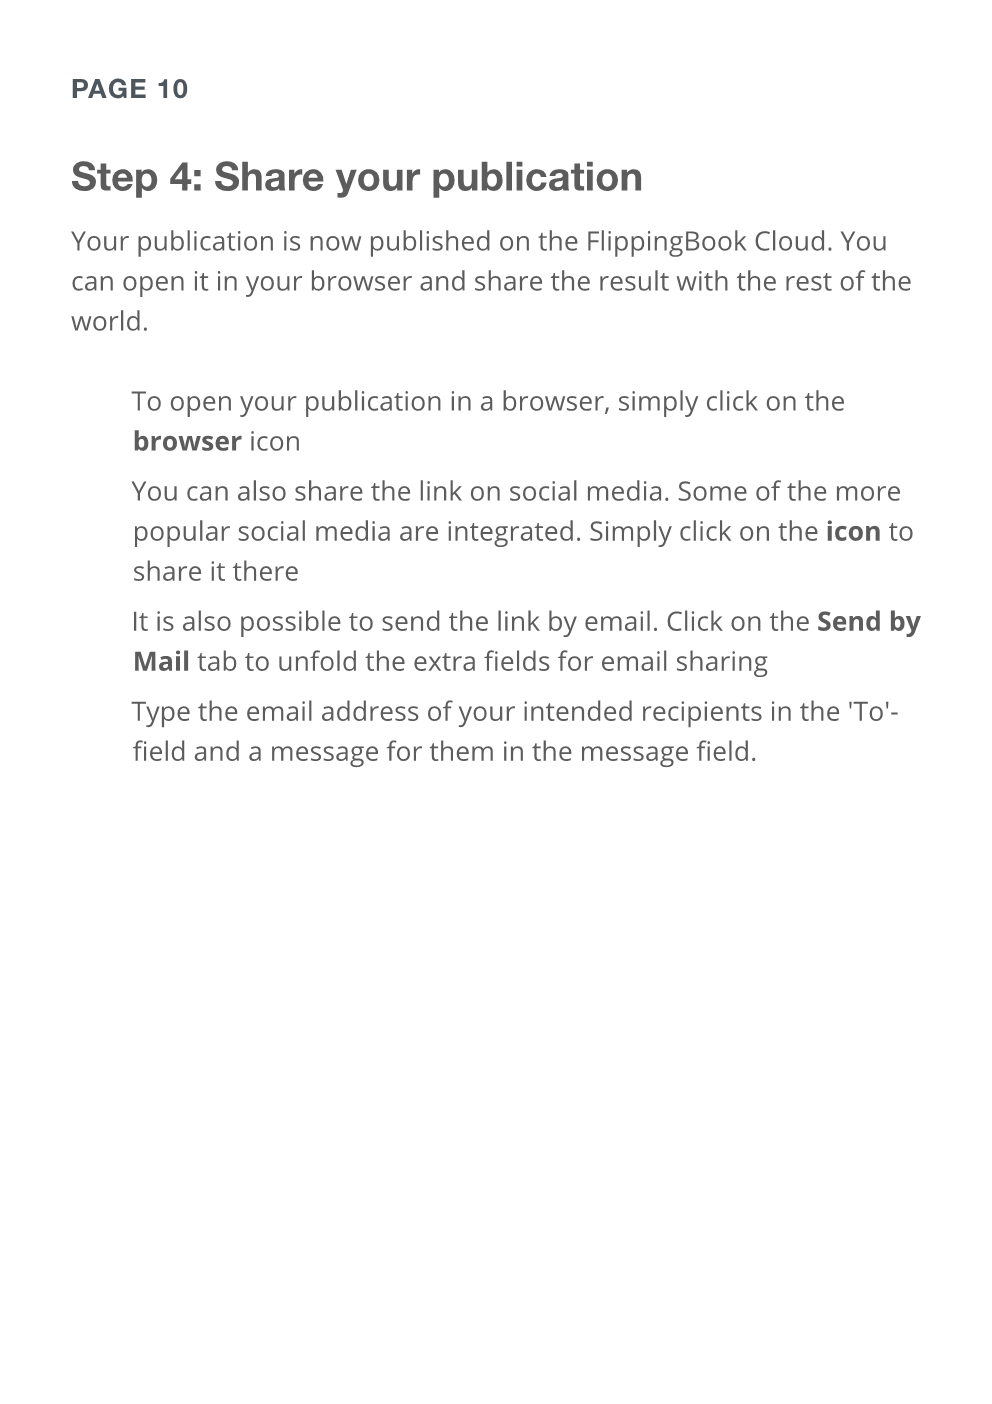 PAGE 10
Step 4: Share your publication
Your publication is now published on the FlippingBook Cloud. You
can open it in your browser and share the result with the rest of the
world.
To open your publication in a browser, simply click on the
browser icon
You can also share the link on social media. Some of the more
popular social media are integrated. Simply click on the icon to
share it there
It is also possible to send the link by email. Click on the Send by
Mail tab to unfold the extra fields for email sharing
Type the email address of your intended recipients in the 'To'-
field and a message for them in the message field.